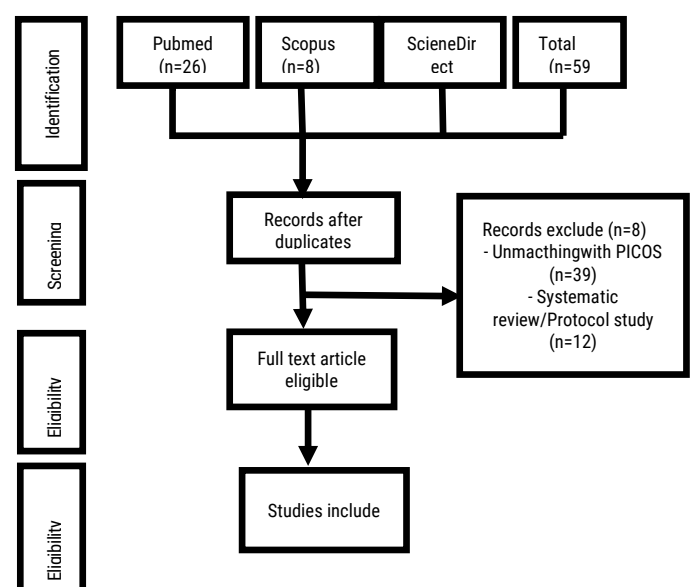 Identification
Pubmed
(n=26)
Scopus
(n=8)
ScieneDir
ect
Total
(n=59
Screening
Records after
duplicates
Records exclude (n=8)
- Unmacthingwith PICOS
(n=39)
- Systematic
review/Protocol study
(n=12)
Eligibility
Full text article
eligible
Eligibility
Studies include